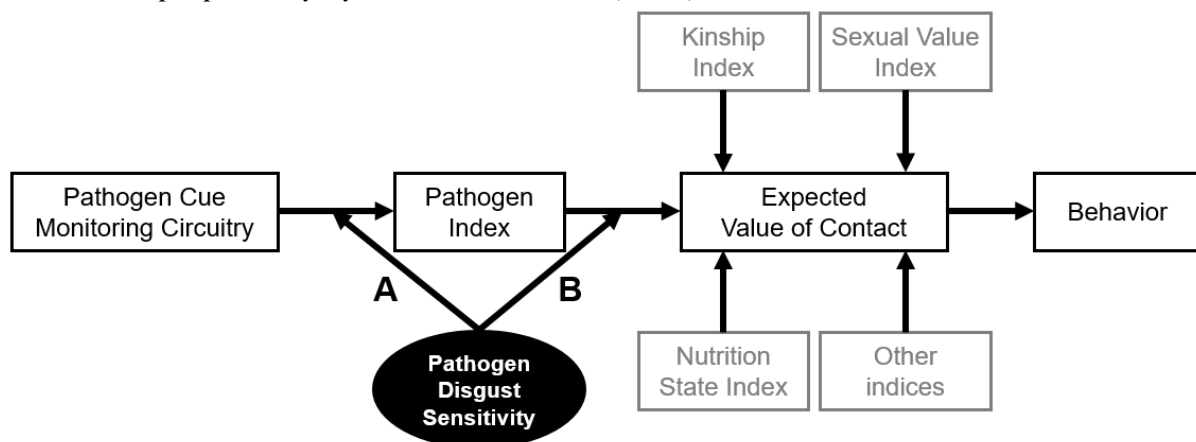 Kinship
Index
Sexual Value
Index
Pathogen Cue
Monitoring Circuitry
Pathogen
Index
Expected
Value of Contact
Behavior
A
B
Pathogen
Disgust
Sensitivity
Nutrition
State Index
Other
indices